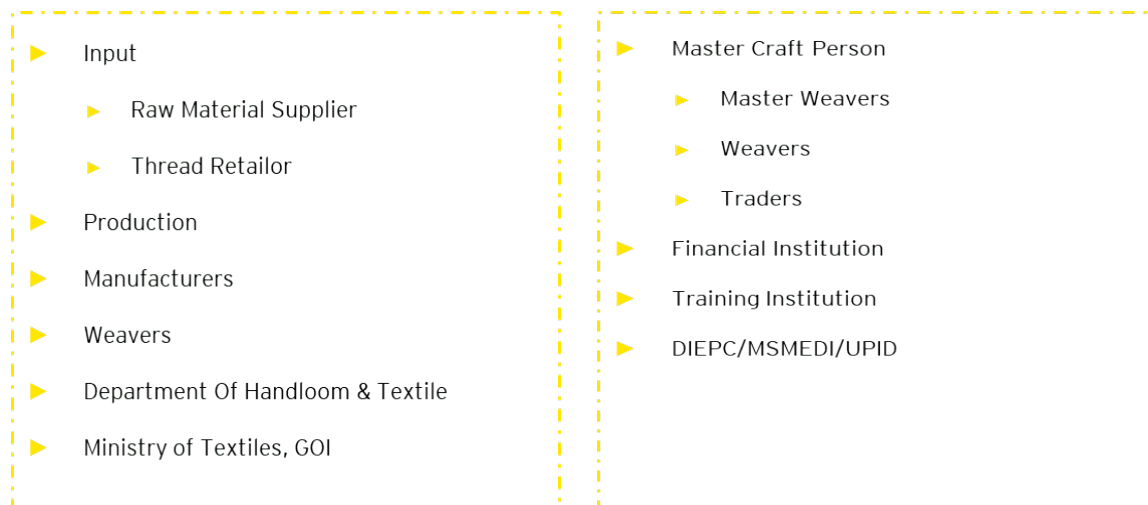 Input
Raw Material Supplier
Thread Retailor
Production
Manufacturers
Weavers
Department Of Handloom & Textile
Ministry of Textiles, GOI
Master Craft Person
Master Weavers
Weavers
Traders
Financial Institution
Training Institution
DIEPC/MSMEDI/UPID